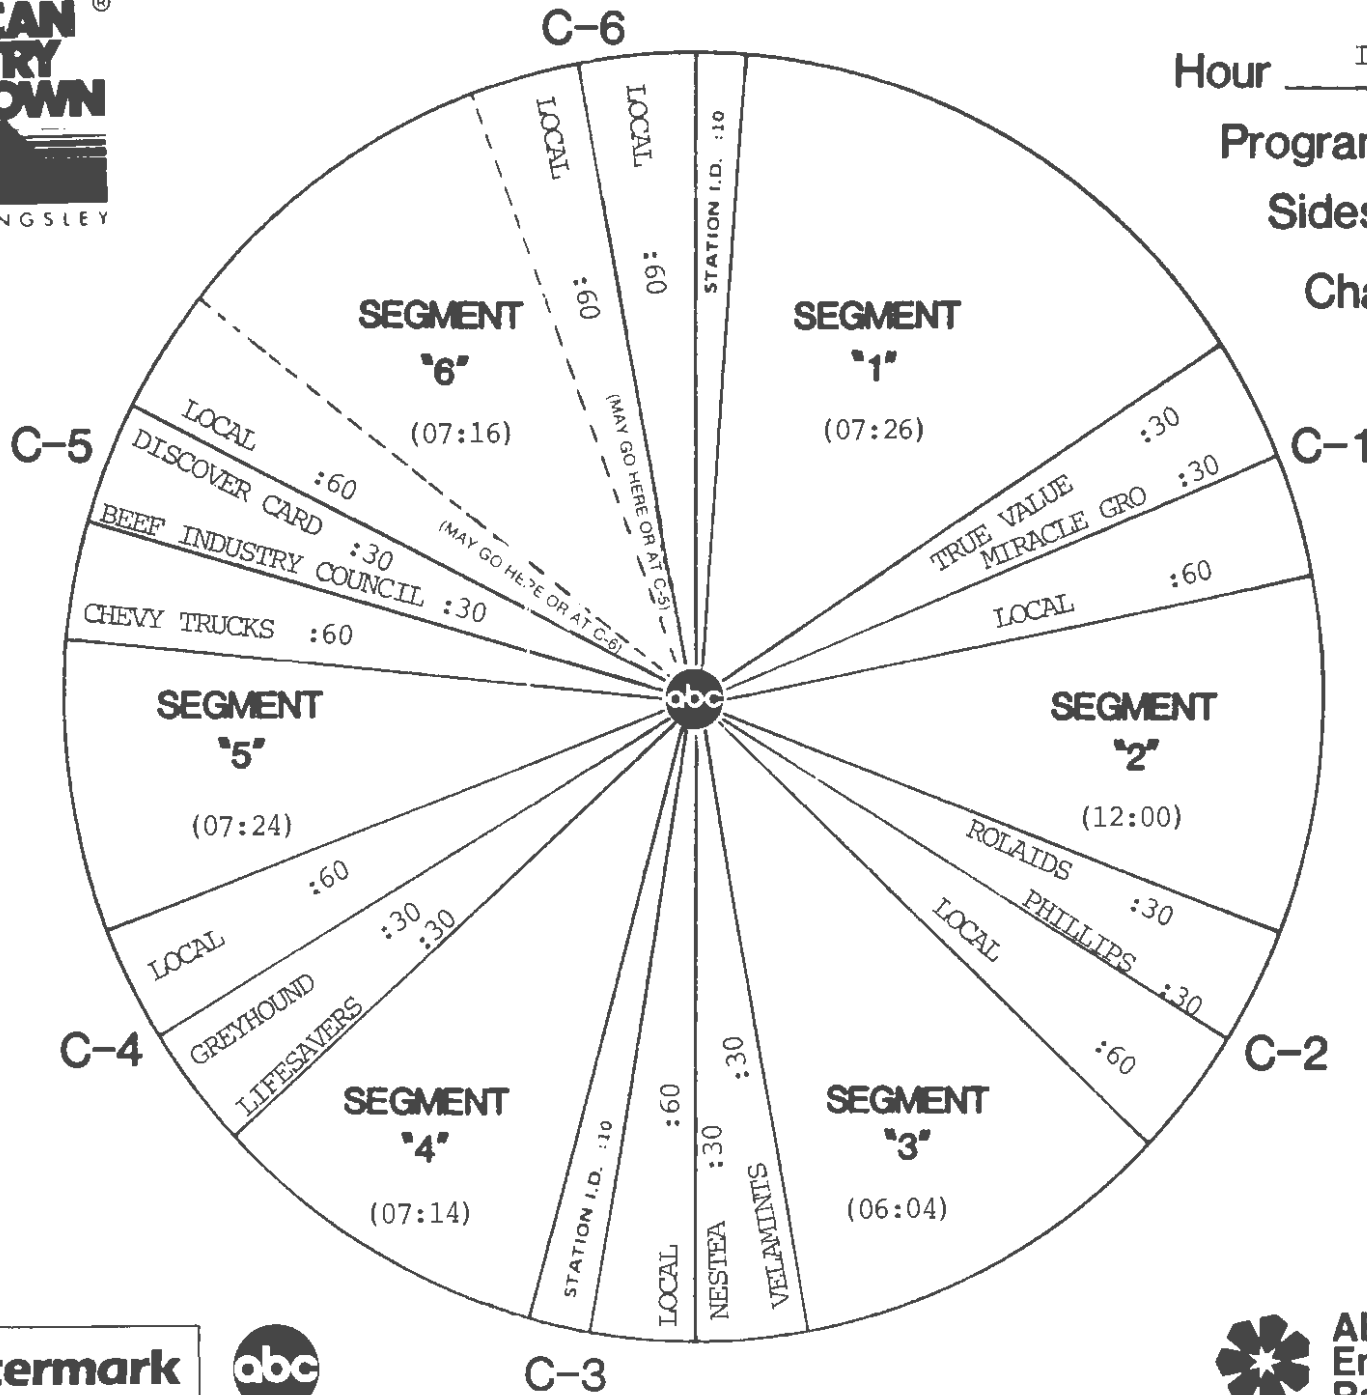 C-6
®
Hour
STATION I.D. :10
SEGMENT
"1"
(07:26)
C-1
TRUE VALUE :30
MIRACLE GRO :30
LOCAL :60
SEGMENT
"2"
(12:00)
C-2
ROLAIDS :30
PHILLIPS :30
LOCAL :60
SEGMENT
"3"
(06:04)
C-3
VELAMINTS :30
NESTEA :30
LOCAL :60
STATION I.D. :10
SEGMENT
"4"
(07:14)
C-4
LIFESAVERS :30
GREYHOUND :30
LOCAL :60
SEGMENT
"5"
(07:24)
C-5
CHEVY TRUCKS :60
BEEF INDUSTRY COUNCIL :30
DISCOVER CARD :30
LOCAL :60
(MAY GO HERE OR AT C-6)
SEGMENT
"6"
(07:16)
LOCAL :60
(MAY GO HERE OR AT C-5)
LOCAL :60
abc
abc